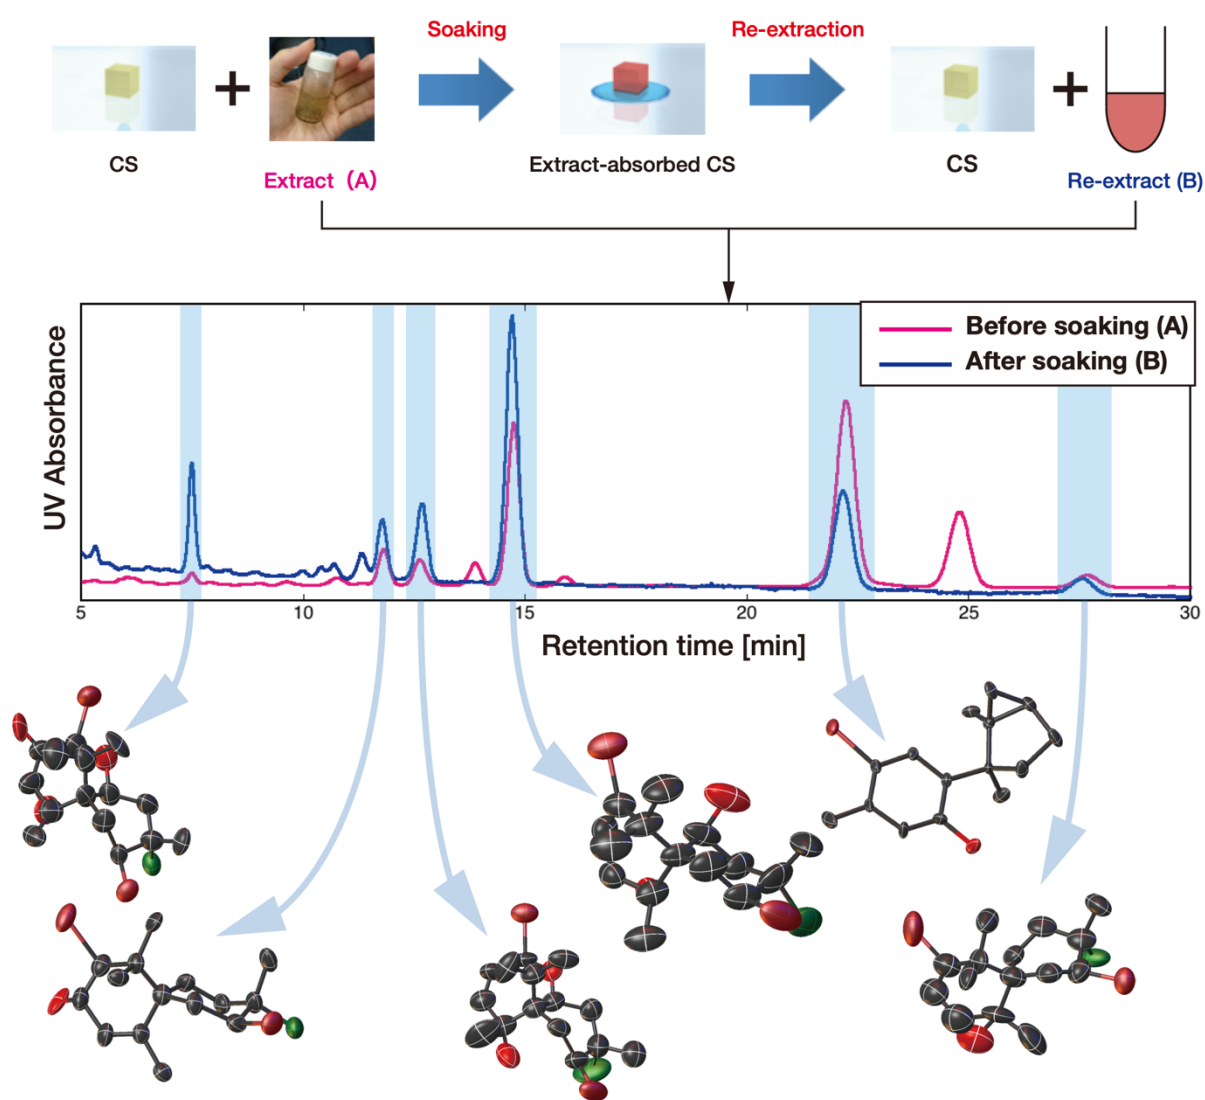 Soaking
Re-extraction
CS
Extract (A)
Extract-absorbed CS
CS
Re-extract (B)
UV Absorbance
Before soaking (A)
After soaking (B)
5 10 15 20 25 30
Retention time [min]